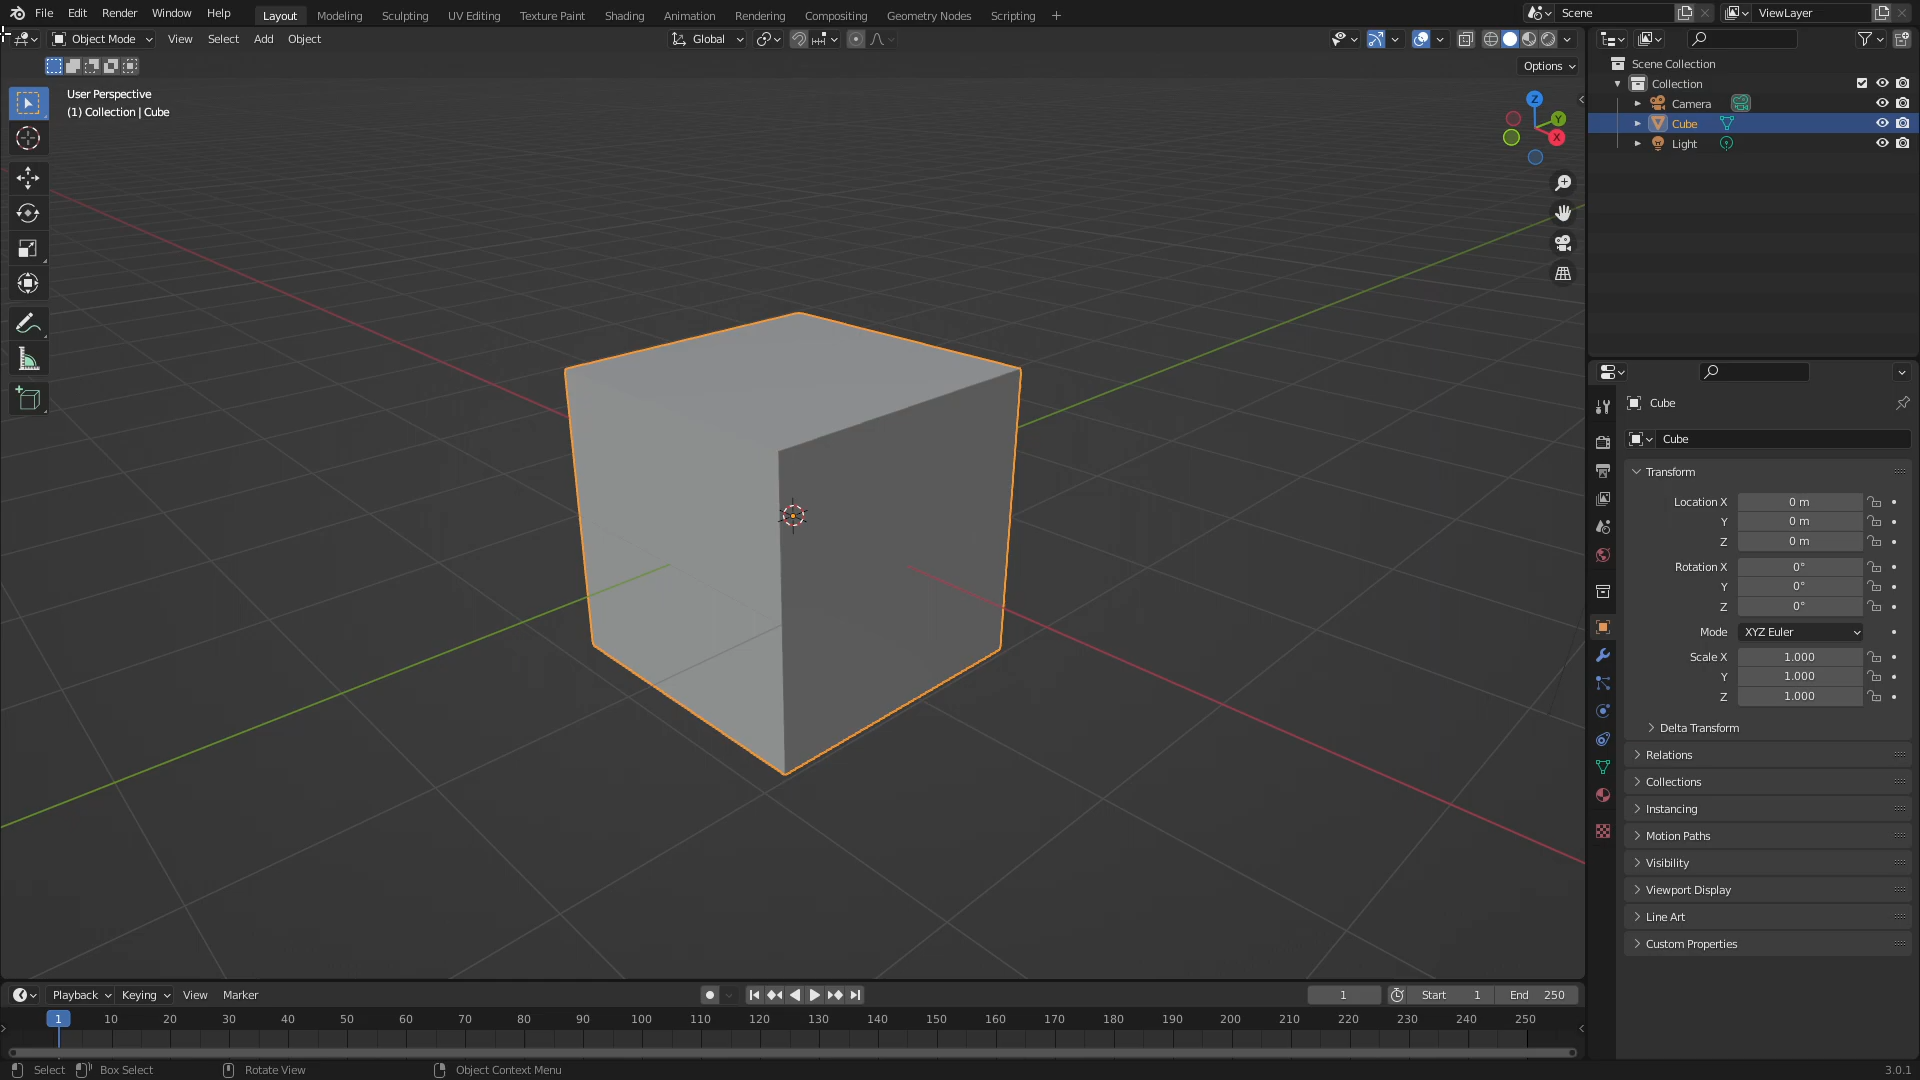 File Edit Render Window Help Layout Modeling Sculpting UV Editing Texture Paint Shading Animation Rendering Compositing Geometry Nodes Scripting + Scene ViewLayer
Object Mode View Select Add Object Global
Options
User Perspective
(1) Collection | Cube
Z
Y
X
Scene Collection
Collection
Camera
Cube
Light
Cube
Cube
Transform
Location X 0 m
Y 0 m
Z 0 m
Rotation X 0°
Y 0°
Z 0°
Mode XYZ Euler
Scale X 1.000
Y 1.000
Z 1.000
Delta Transform
Relations
Collections
Instancing
Motion Paths
Visibility
Viewport Display
Line Art
Custom Properties
Playback Keying View Marker 1 Start 1 End 250
1 10 20 30 40 50 60 70 80 90 100 110 120 130 140 150 160 170 180 190 200 210 220 230 240 250
Select Box Select Rotate View Object Context Menu 3.0.1